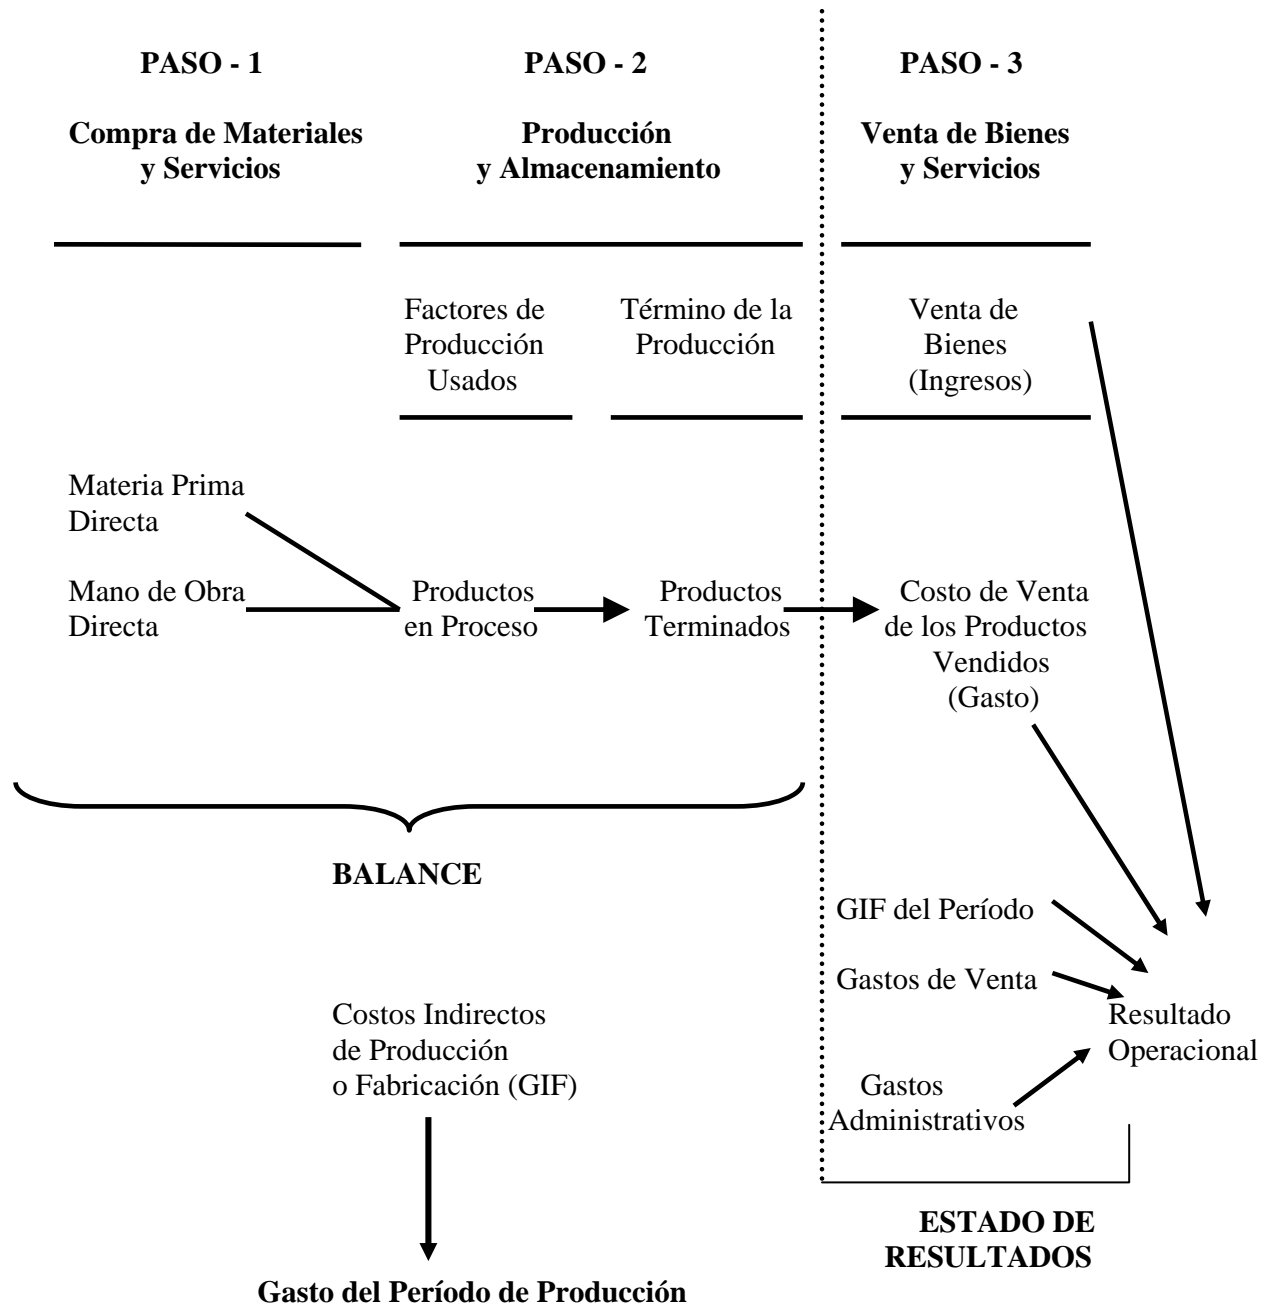 PASO - 1
Compra de Materiales
y Servicios
PASO - 2
Producción
y Almacenamiento
PASO - 3
Venta de Bienes
y Servicios
Factores de
Producción
Usados
Término de la
Producción
Venta de
Bienes
(Ingresos)
Materia Prima
Directa
Mano de Obra
Directa
Productos
en Proceso
Productos
Terminados
Costo de Venta
de los Productos
Vendidos
(Gasto)
BALANCE
GIF del Período
Gastos de Venta
Gastos
Administrativos
Resultado
Operacional
Costos Indirectos
de Producción
o Fabricación (GIF)
ESTADO DE
RESULTADOS
Gasto del Período de Producción